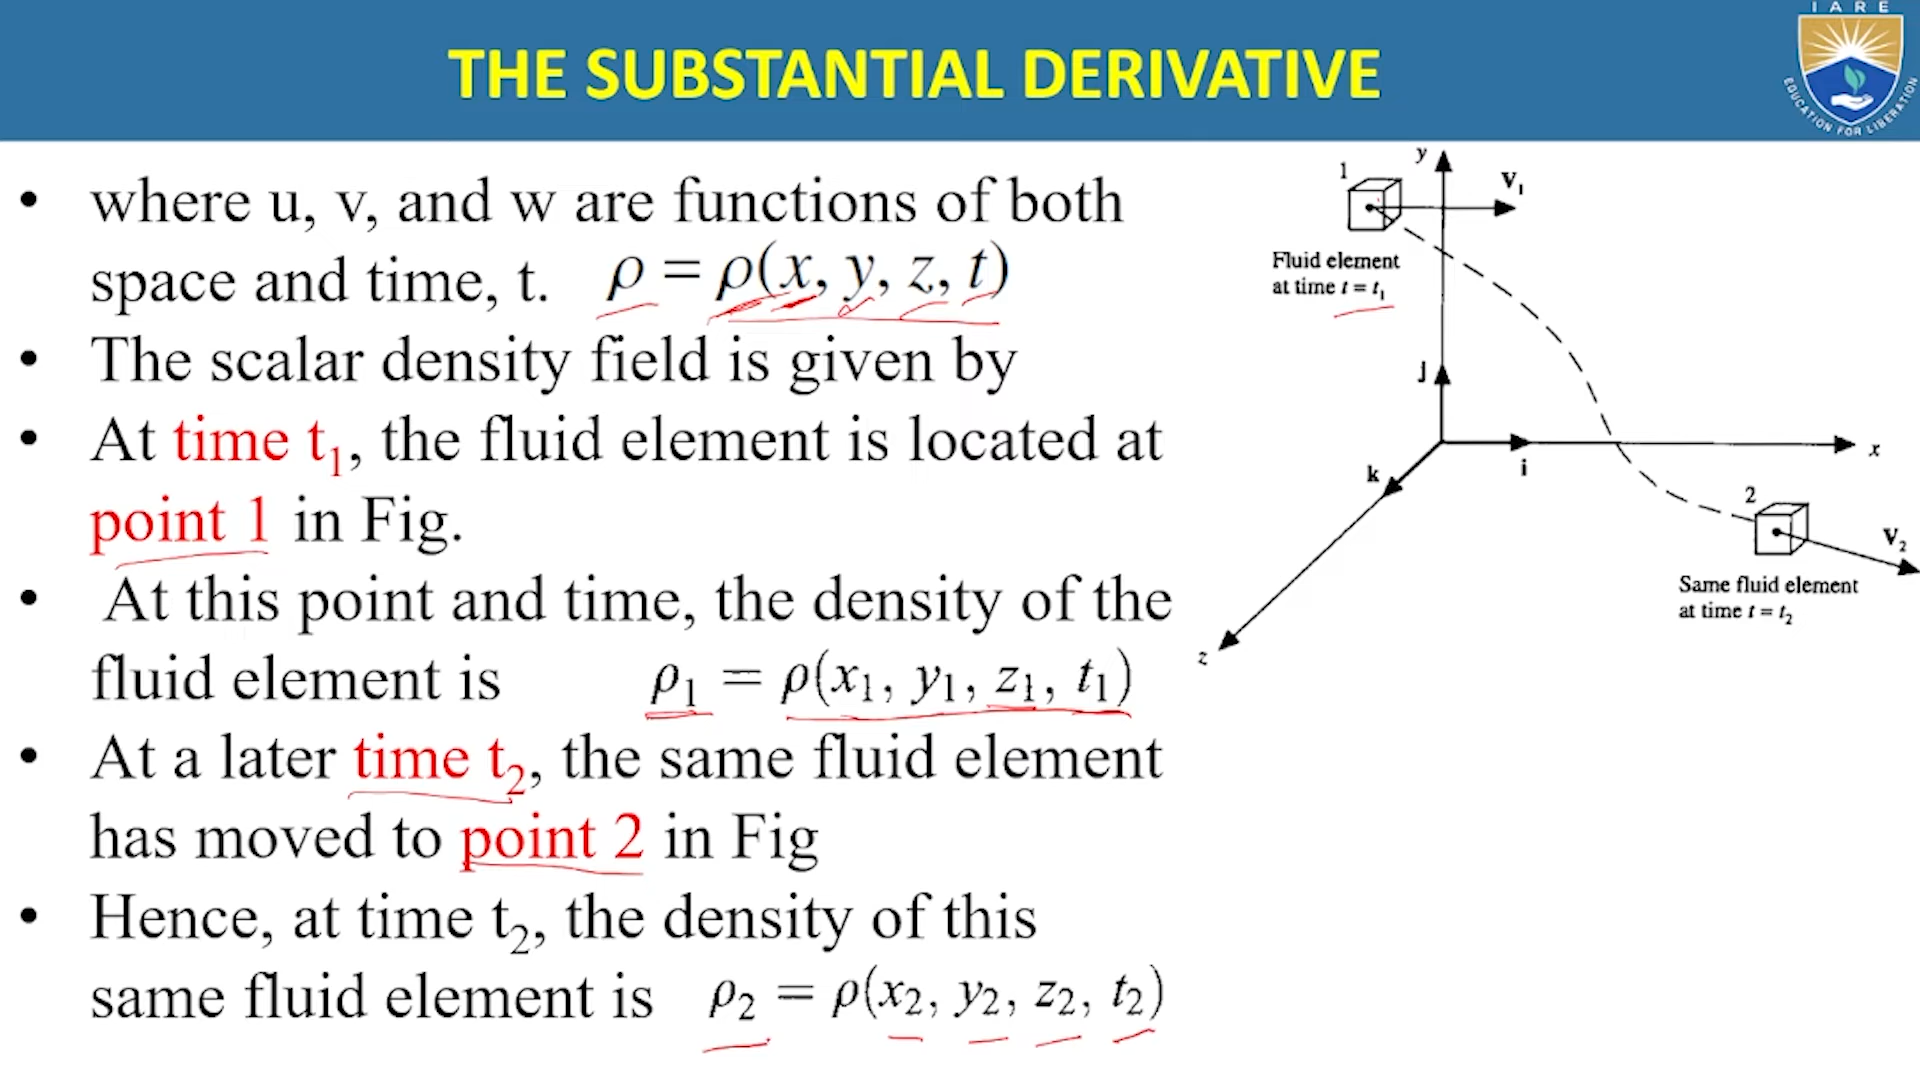 THE SUBSTANTIAL DERIVATIVE
IARE
EDUCATION FOR LIBERATION
• where u, v, and w are functions of both
space and time, t. ρ = ρ(x, y, z, t)
• The scalar density field is given by
• At time t₁, the fluid element is located at
point 1 in Fig.
• At this point and time, the density of the
fluid element is ρ₁ = ρ(x₁, y₁, z₁, t₁)
• At a later time t₂, the same fluid element
has moved to point 2 in Fig
• Hence, at time t₂, the density of this
same fluid element is ρ₂ = ρ(x₂, y₂, z₂, t₂)
y
1
V₁
Fluid element
at time t = t₁
j
x
i
k
2
V₂
Same fluid element
at time t = t₂
z